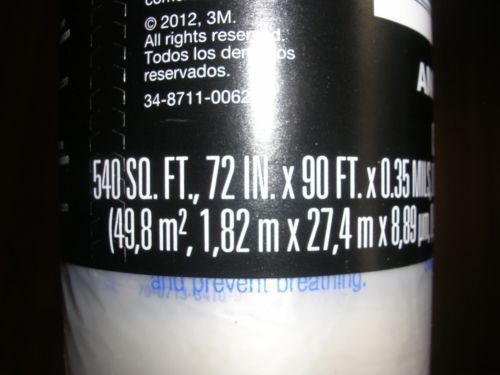 © 2012, 3M.
All rights reserved.
Todos los derechos
reservados.
34-8711-0062
AM
540 SQ. FT., 72 IN. x 90 FT. x 0.35 MILS
(49,8 m², 1,82 m x 27,4 m x 8,89 µm,
and prevent breathing.